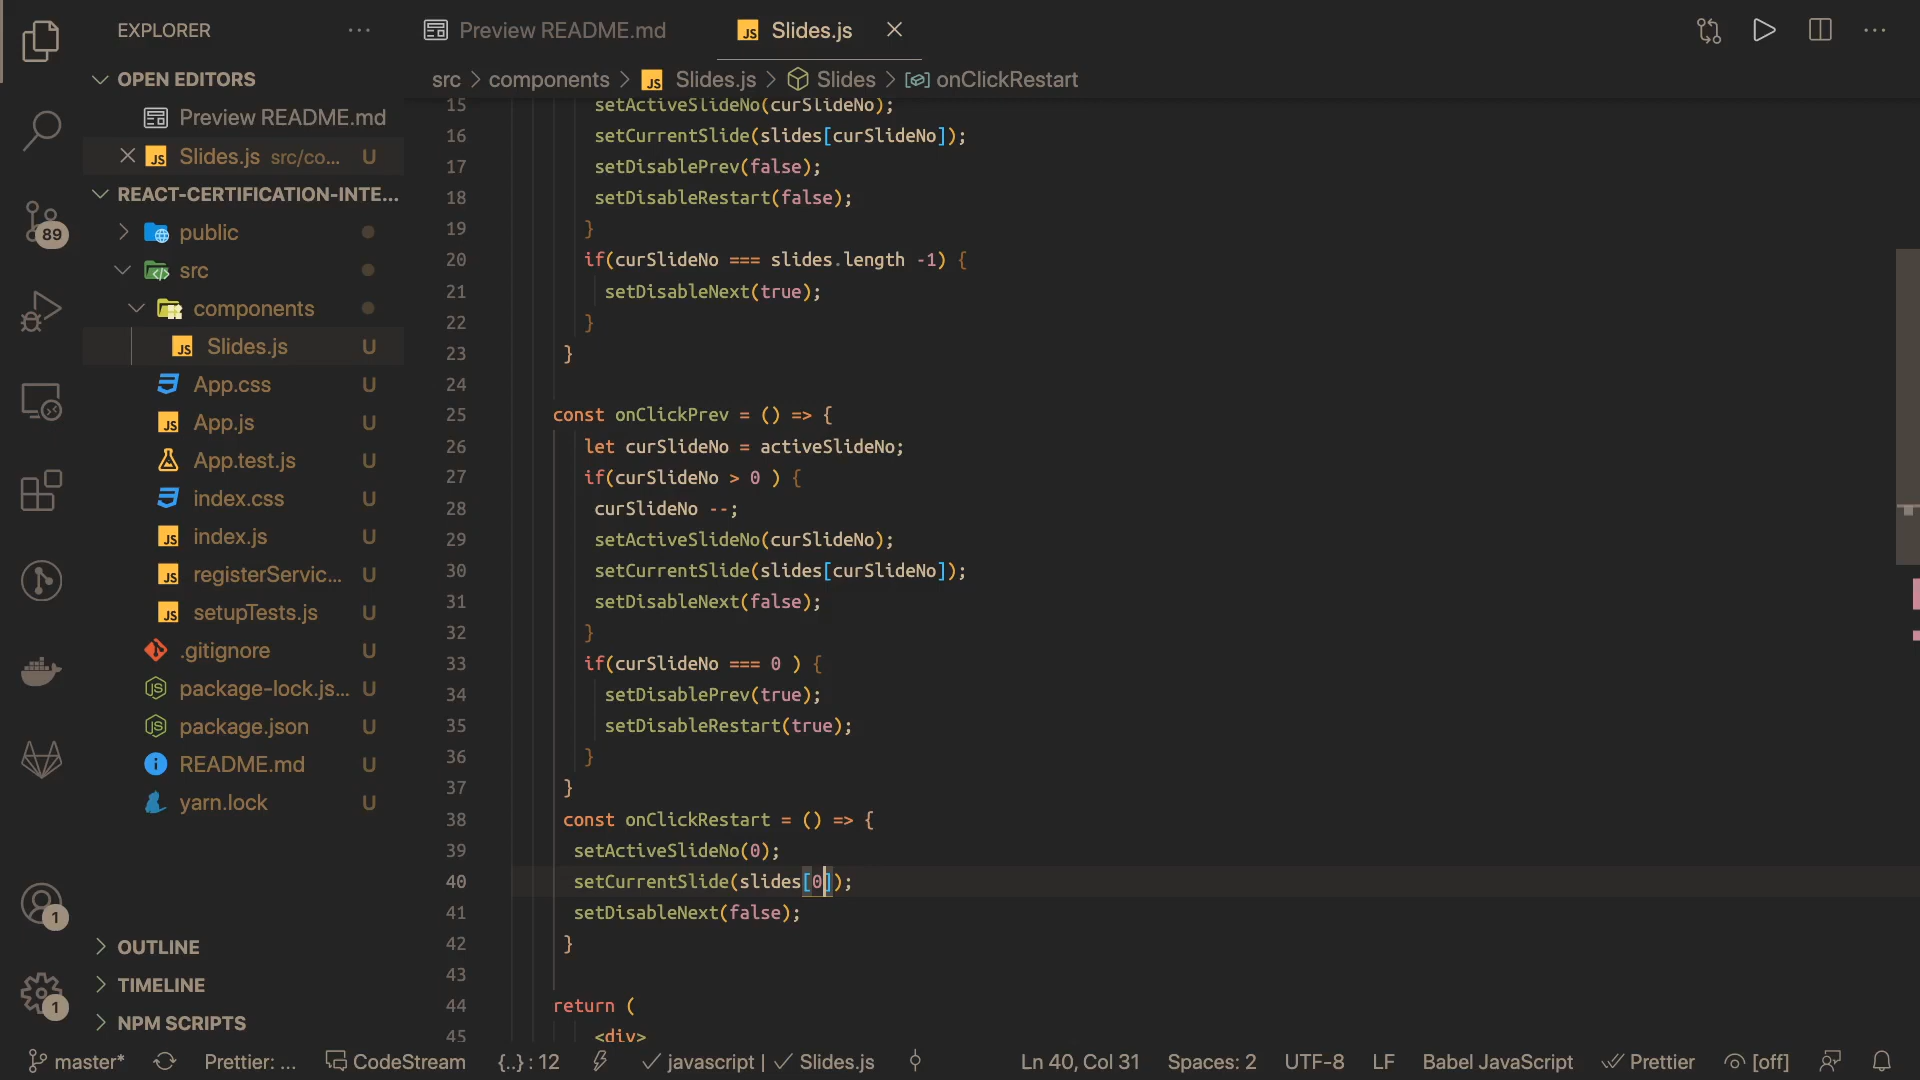 EXPLORER
Preview README.md
Slides.js
src > components > Slides.js > Slides > onClickRestart
OPEN EDITORS
Preview README.md
Slides.js src/co... U
REACT-CERTIFICATION-INTE...
public
src
components
Slides.js U
App.css U
App.js U
App.test.js U
index.css U
index.js U
registerServic... U
setupTests.js U
.gitignore U
package-lock.js... U
package.json U
README.md U
yarn.lock U
OUTLINE
TIMELINE
NPM SCRIPTS
89
1
1
15 setActiveSlideNo(curSlideNo);
16 setCurrentSlide(slides[curSlideNo]);
17 setDisablePrev(false);
18 setDisableRestart(false);
19 }
20 if(curSlideNo === slides.length -1) {
21 setDisableNext(true);
22 }
23 }
24
25 const onClickPrev = () => {
26 let curSlideNo = activeSlideNo;
27 if(curSlideNo > 0 ) {
28 curSlideNo --;
29 setActiveSlideNo(curSlideNo);
30 setCurrentSlide(slides[curSlideNo]);
31 setDisableNext(false);
32 }
33 if(curSlideNo === 0 ) {
34 setDisablePrev(true);
35 setDisableRestart(true);
36 }
37 }
38 const onClickRestart = () => {
39 setActiveSlideNo(0);
40 setCurrentSlide(slides[0]);
41 setDisableNext(false);
42 }
43
44 return (
45 <div>
master* Prettier: ... CodeStream {..} : 12 javascript | Slides.js Ln 40, Col 31 Spaces: 2 UTF-8 LF Babel JavaScript Prettier [off]